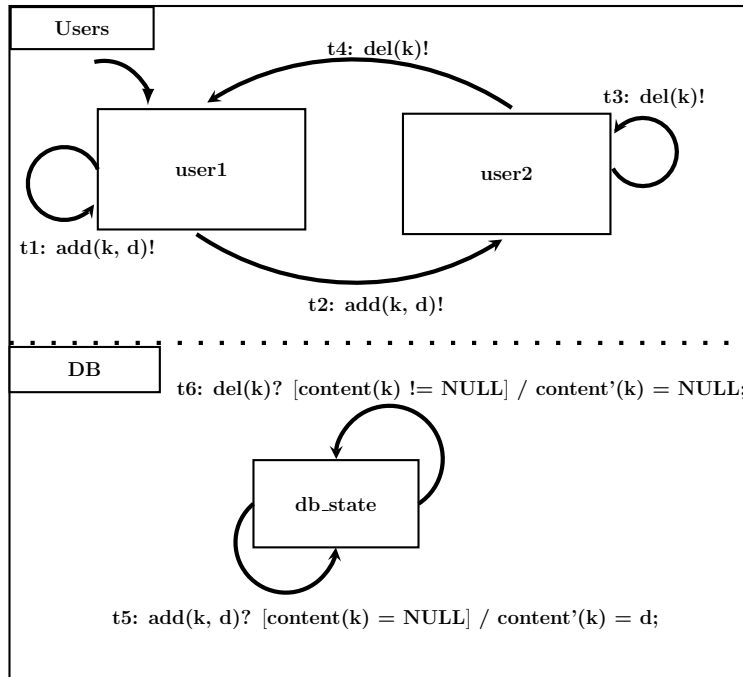 Users
t4: del(k)!
t3: del(k)!
user1
user2
t1: add(k, d)!
t2: add(k, d)!
DB
t6: del(k)? [content(k) != NULL] / content'(k) = NULL;
db_state
t5: add(k, d)? [content(k) = NULL] / content'(k) = d;